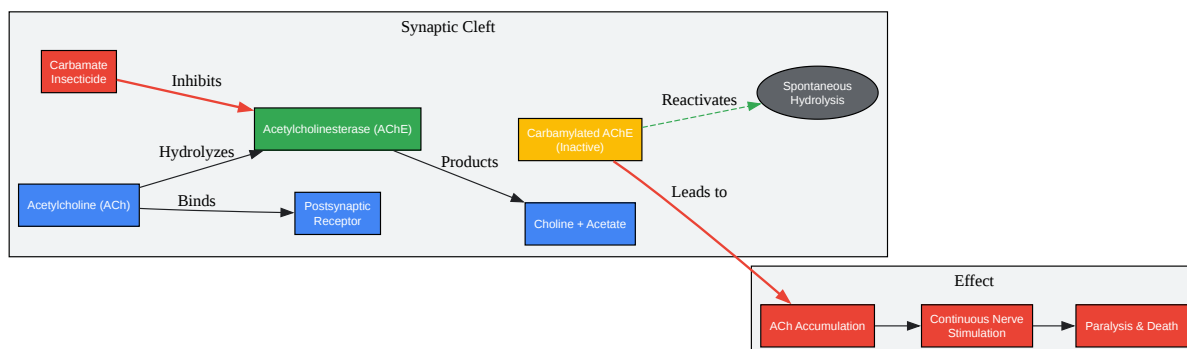 Synaptic Cleft
Carbamate
Insecticide
Inhibits
Acetylcholinesterase (AChE)
Hydrolyzes
Acetylcholine (ACh)
Binds
Postsynaptic
Receptor
Products
Choline + Acetate
Carbamylated AChE
(Inactive)
Reactivates
Spontaneous
Hydrolysis
Leads to
Effect
ACh Accumulation
Continuous Nerve
Stimulation
Paralysis & Death